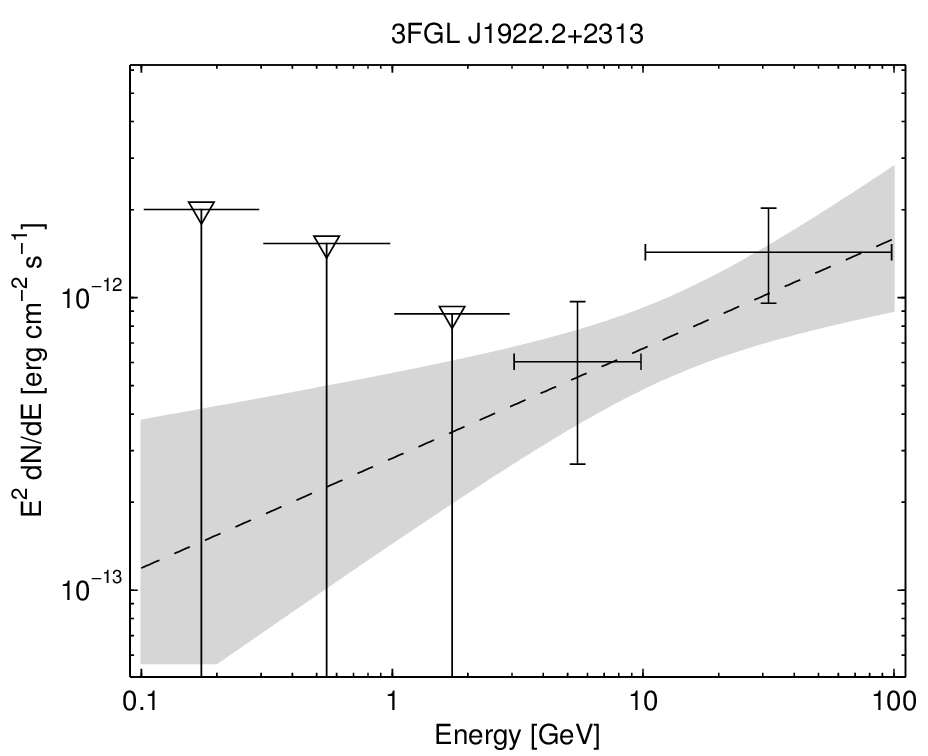 3FGL J1922.2+2313
E² dN/dE [erg cm⁻² s⁻¹]
10⁻¹²
10⁻¹³
0.1 1 10 100
Energy [GeV]